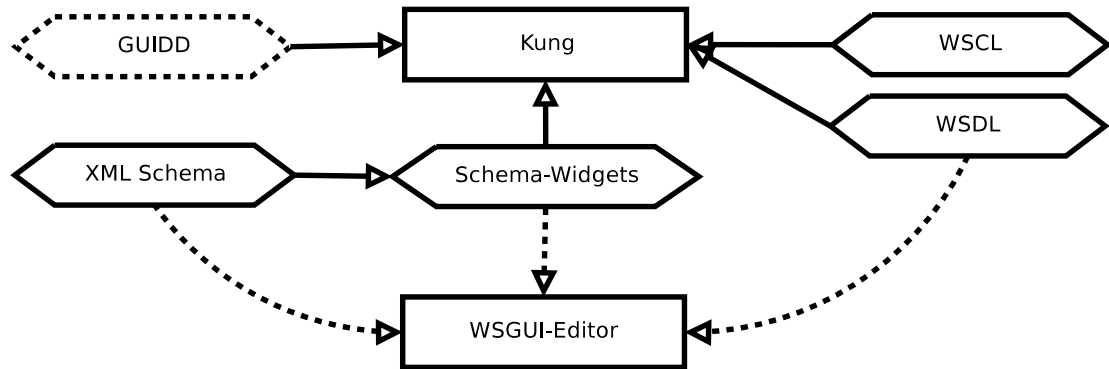 GUIDD
Kung
WSCL
WSDL
XML Schema
Schema-Widgets
WSGUI-Editor